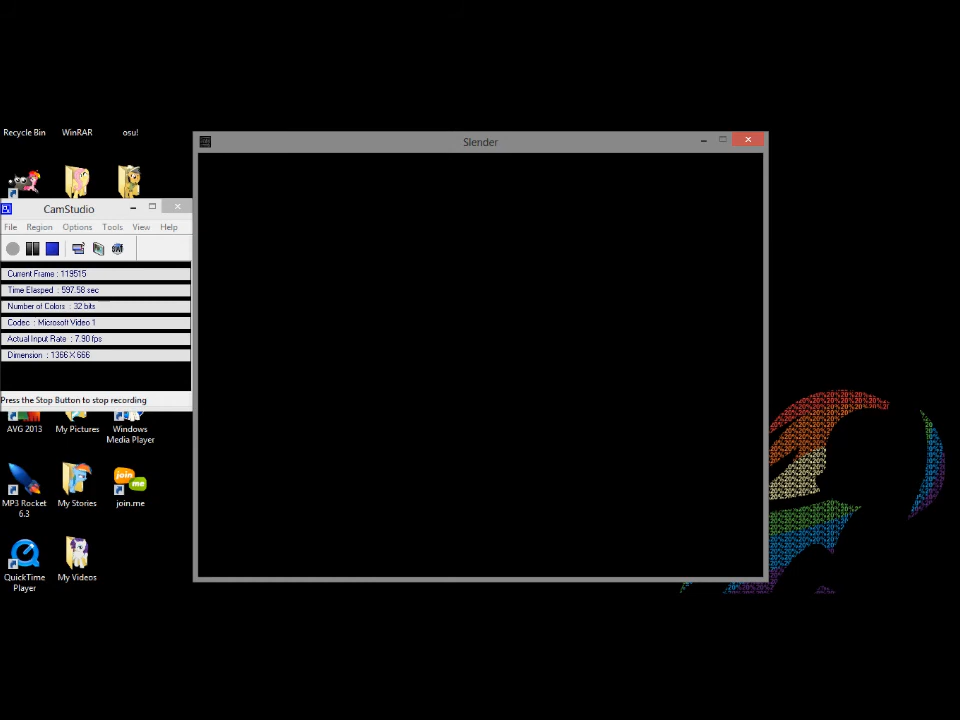 Recycle Bin
WinRAR
osu!
Slender
CamStudio
File Region Options Tools View Help
Current Frame : 119515
Time Elasped : 597.58 sec
Number of Colors : 32 bits
Codec : Microsoft Video 1
Actual Input Rate : 7.90 fps
Dimension : 1366 X 666
Press the Stop Button to stop recording
AVG 2013
My Pictures
Windows
Media Player
join
me
MP3 Rocket
6.3
My Stories
join.me
QuickTime
Player
My Videos